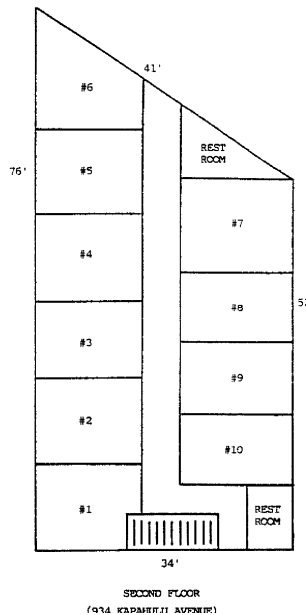 41'
#6
REST
ROOM
#5
76'
#7
#4
#8
#3
#9
#2
#10
#1
REST
ROOM
34'
SECOND FLOOR
(934 KAPAHULU AVENUE)